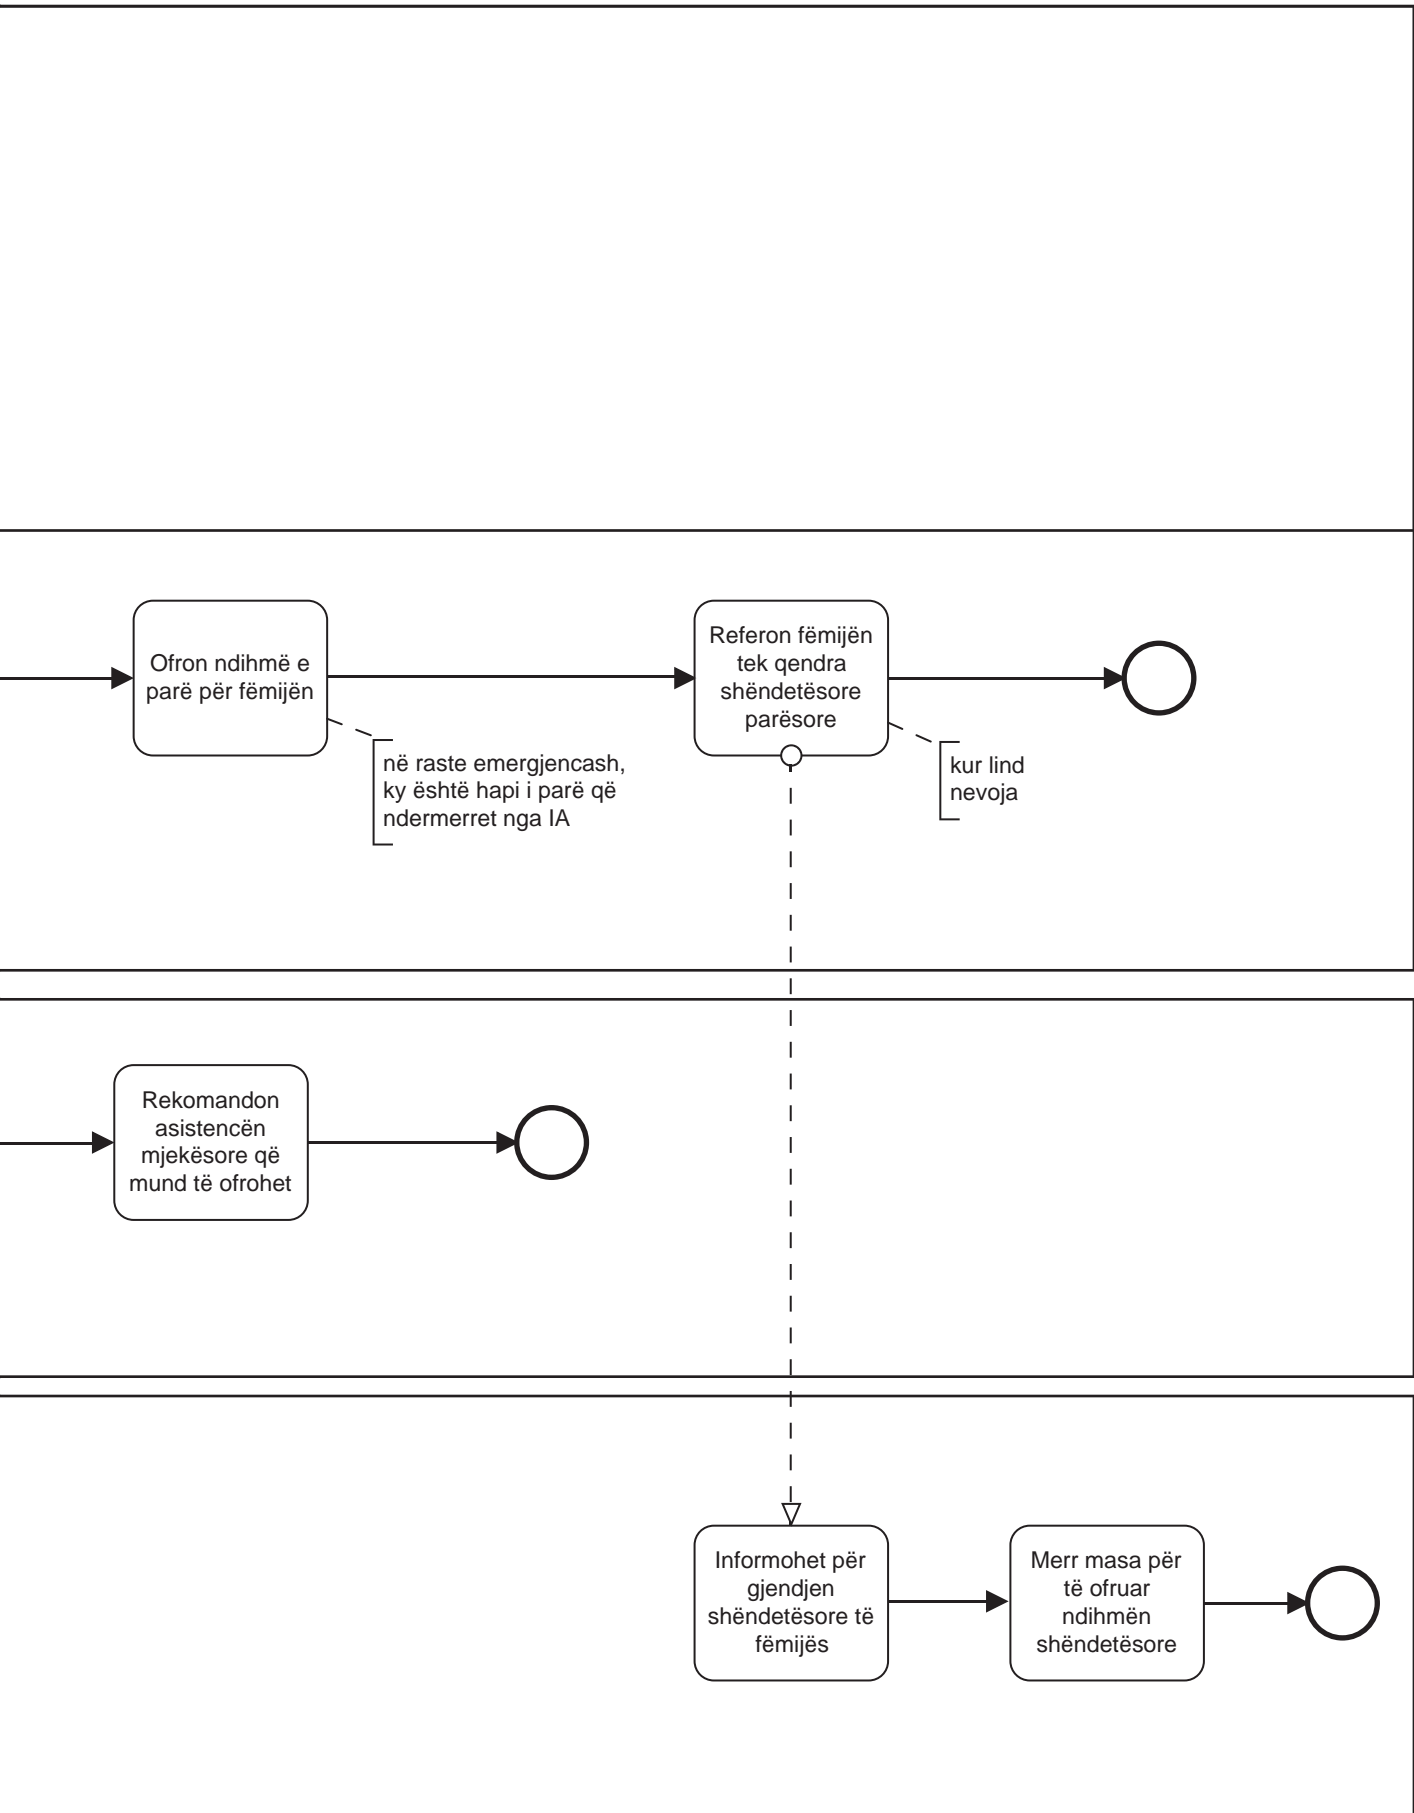 Ofron ndihmë e
parë për fëmijën
në raste emergjencash,
ky është hapi i parë që
ndermerret nga IA
Referon fëmijën
tek qendra
shëndetësore
parësore
kur lind
nevoja
Rekomandon
asistencën
mjekësore që
mund të ofrohet
Informohet për
gjendjen
shëndetësore të
fëmijës
Merr masa për
të ofruar
ndihmën
shëndetësore